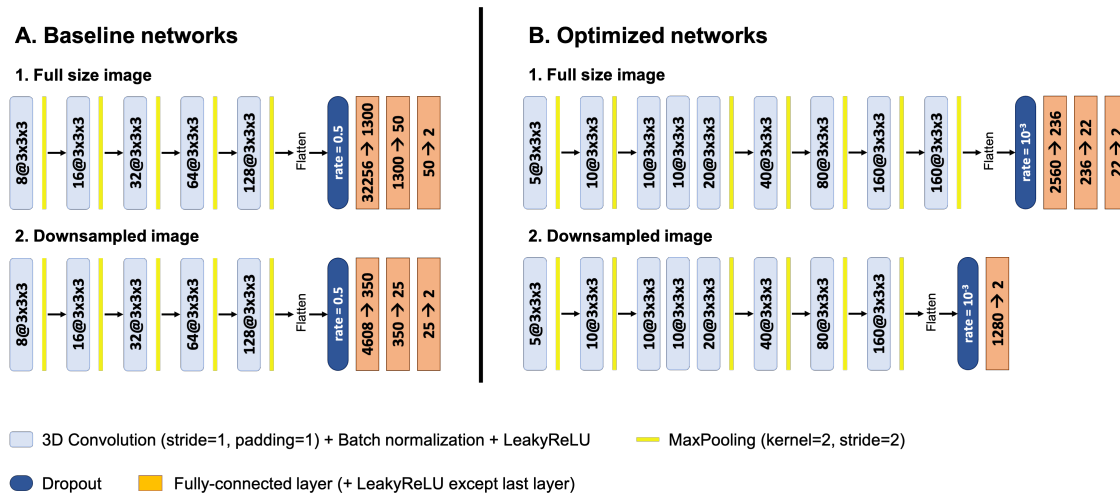 A. Baseline networks
1. Full size image
8@3x3x3
16@3x3x3
32@3x3x3
64@3x3x3
128@3x3x3
Flatten
rate = 0.5
32256 → 1300
1300 → 50
50 → 2
2. Downsampled image
8@3x3x3
16@3x3x3
32@3x3x3
64@3x3x3
128@3x3x3
Flatten
rate = 0.5
4608 → 350
350 → 25
25 → 2
B. Optimized networks
1. Full size image
5@3x3x3
10@3x3x3
10@3x3x3
10@3x3x3
20@3x3x3
40@3x3x3
80@3x3x3
160@3x3x3
160@3x3x3
Flatten
rate = 10⁻³
2560 → 236
236 → 22
22 → 2
2. Downsampled image
5@3x3x3
10@3x3x3
10@3x3x3
10@3x3x3
20@3x3x3
40@3x3x3
80@3x3x3
160@3x3x3
Flatten
rate = 10⁻³
1280 → 2
3D Convolution (stride=1, padding=1) + Batch normalization + LeakyReLU
MaxPooling (kernel=2, stride=2)
Dropout
Fully-connected layer (+ LeakyReLU except last layer)